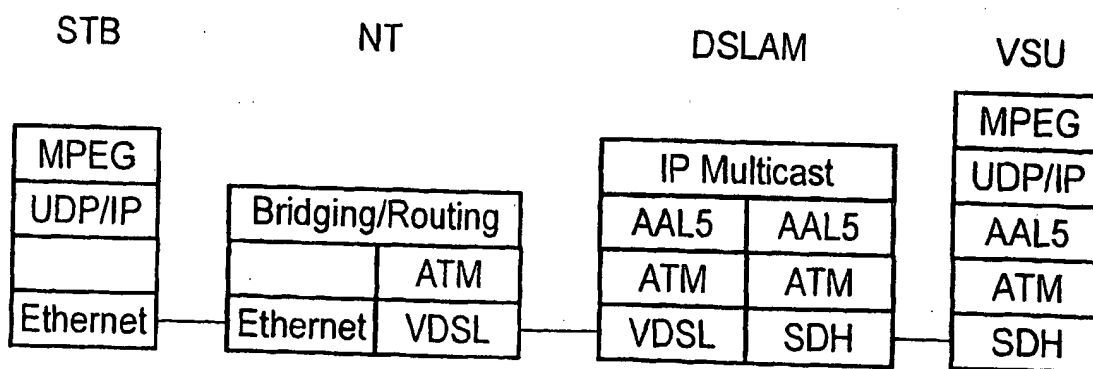 STB NT DSLAM VSU
MPEG
UDP/IP
Ethernet
Bridging/Routing
ATM
Ethernet VDSL
IP Multicast
AAL5 AAL5
ATM ATM
VDSL SDH
MPEG
UDP/IP
AAL5
ATM
SDH